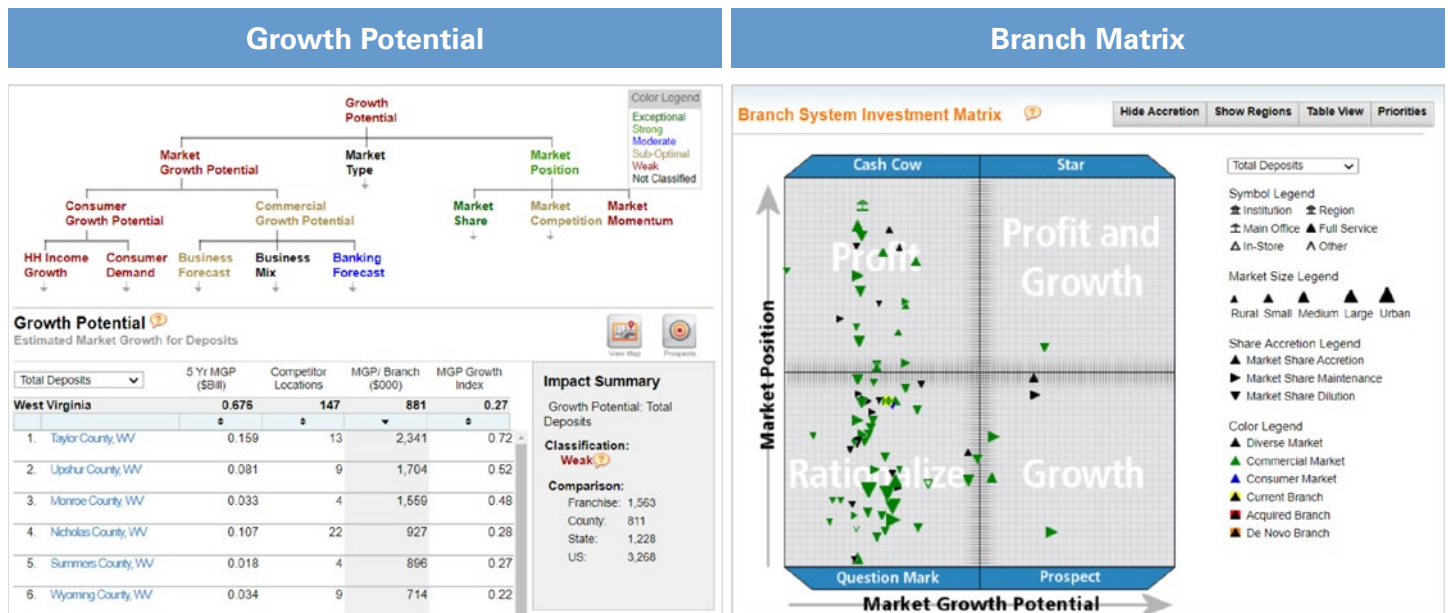 Growth Potential
Branch Matrix
Growth
Potential
Color Legend
Exceptional
Strong
Moderate
Sub-Optimal
Weak
Not Classified
Market
Growth Potential
Market
Type
Market
Position
Consumer
Growth Potential
Commercial
Growth Potential
Market
Share
Market
Competition
Market
Momentum
HH Income
Growth
Consumer
Demand
Business
Forecast
Business
Mix
Banking
Forecast
Growth Potential ?
Estimated Market Growth for Deposits
View Map
Prospects
Total Deposits
5 Yr MGP
($Bill)
Competitor
Locations
MGP/ Branch
($000)
MGP Growth
Index
West Virginia 0.676 147 881 0.27
1. Taylor County, WV 0.159 13 2,341 0.72
2. Upshur County, WV 0.081 9 1,704 0.52
3. Monroe County, WV 0.033 4 1,559 0.48
4. Nicholas County, WV 0.107 22 927 0.28
5. Summers County, WV 0.018 4 896 0.27
6. Wyoming County, WV 0.034 9 714 0.22
Impact Summary
Growth Potential: Total
Deposits
Classification:
Weak ?
Comparison:
Franchise: 1,563
County: 811
State: 1,228
US: 3,268
Branch System Investment Matrix ?
Hide Accretion Show Regions Table View Priorities
Cash Cow
Star
Profit
Profit and
Growth
Rationalize
Growth
Question Mark
Prospect
Market Position
Market Growth Potential
Total Deposits
Symbol Legend
Institution Region
Main Office Full Service
In-Store Other
Market Size Legend
Rural Small Medium Large Urban
Share Accretion Legend
Market Share Accretion
Market Share Maintenance
Market Share Dilution
Color Legend
Diverse Market
Commercial Market
Consumer Market
Current Branch
Acquired Branch
De Novo Branch